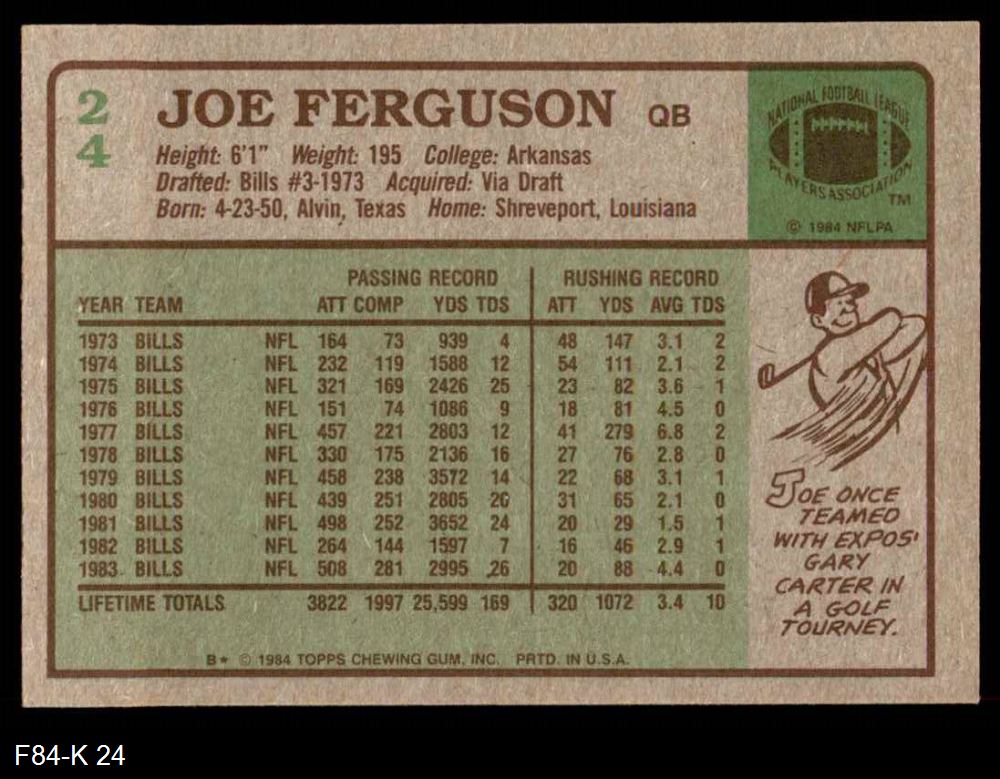 24
JOE FERGUSON QB
Height: 6'1" Weight: 195 College: Arkansas
Drafted: Bills #3-1973 Acquired: Via Draft
Born: 4-23-50, Alvin, Texas Home: Shreveport, Louisiana
NATIONAL FOOTBALL LEAGUE
PLAYERS ASSOCIATION
TM
© 1984 NFLPA
PASSING RECORD RUSHING RECORD
YEAR TEAM ATT COMP YDS TDS ATT YDS AVG TDS
1973 BILLS NFL 164 73 939 4 48 147 3.1 2
1974 BILLS NFL 232 119 1588 12 54 111 2.1 2
1975 BILLS NFL 321 169 2426 25 23 82 3.6 1
1976 BILLS NFL 151 74 1086 9 18 81 4.5 0
1977 BILLS NFL 457 221 2803 12 41 279 6.8 2
1978 BILLS NFL 330 175 2136 16 27 76 2.8 0
1979 BILLS NFL 458 238 3572 14 22 68 3.1 1
1980 BILLS NFL 439 251 2805 20 31 65 2.1 0
1981 BILLS NFL 498 252 3652 24 20 29 1.5 1
1982 BILLS NFL 264 144 1597 7 16 46 2.9 1
1983 BILLS NFL 508 281 2995 26 20 88 4.4 0
LIFETIME TOTALS 3822 1997 25,599 169 320 1072 3.4 10
B* © 1984 TOPPS CHEWING GUM, INC. PRTD. IN U.S.A.
JOE ONCE
TEAMED
WITH EXPOS'
GARY
CARTER IN
A GOLF
TOURNEY.
F84-K 24